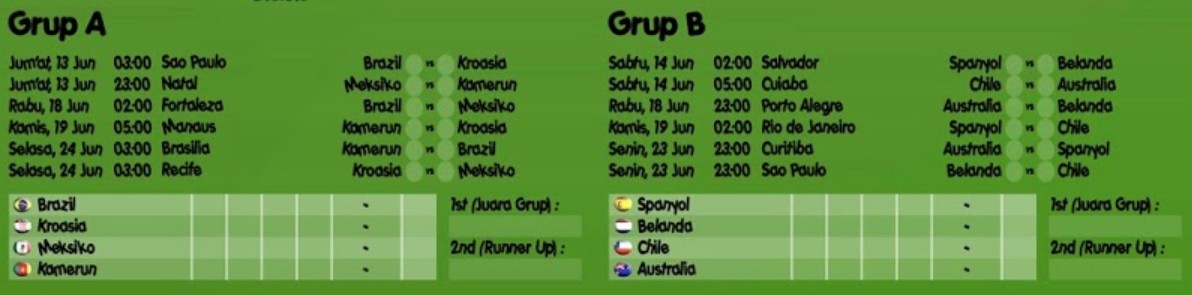 Grup A
Jum'at, 13 Jun 03:00 Sao Paulo Brazil vs Kroasia
Jum'at, 13 Jun 23:00 Natal Meksiko vs Kamerun
Rabu, 18 Jun 02:00 Fortaleza Brazil vs Meksiko
Kamis, 19 Jun 05:00 Manaus Kamerun vs Kroasia
Selasa, 24 Jun 03:00 Brasilia Kamerun vs Brazil
Selasa, 24 Jun 03:00 Recife Kroasia vs Meksiko
Brazil -
Kroasia -
Meksiko -
Kamerun -
1st (Juara Grup) :
2nd (Runner Up) :
Grup B
Sabtu, 14 Jun 02:00 Salvador Spanyol vs Belanda
Sabtu, 14 Jun 05:00 Cuiaba Chile vs Australia
Rabu, 18 Jun 23:00 Porto Alegre Australia vs Belanda
Kamis, 19 Jun 02:00 Rio de Janeiro Spanyol vs Chile
Senin, 23 Jun 23:00 Curitiba Australia vs Spanyol
Senin, 23 Jun 23:00 Sao Paulo Belanda vs Chile
Spanyol -
Belanda -
Chile -
Australia -
1st (Juara Grup) :
2nd (Runner Up) :